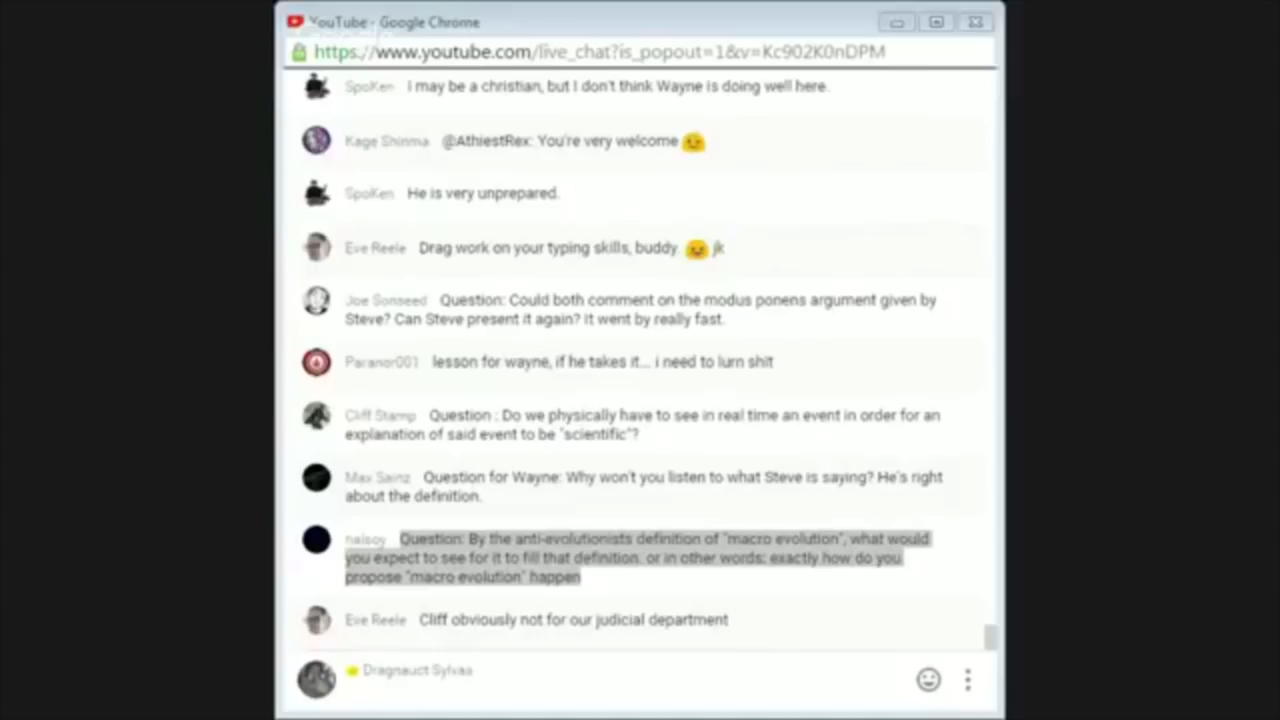 YouTube - Google Chrome
https://www.youtube.com/live_chat?is_popout=1&v=Kc902K0nDPM
SpoKen I may be a christian, but I don't think Wayne is doing well here.
Kage Shinma @AthiestRex: You're very welcome
SpoKen He is very unprepared.
Eve Reele Drag work on your typing skills, buddy. jk
Joe Sonseed Question: Could both comment on the modus ponens argument given by
Steve? Can Steve present it again? It went by really fast.
Paranor001 lesson for wayne, if he takes it... i need to lurn shit
Cliff Stamp Question : Do we physically have to see in real time an event in order for an
explanation of said event to be "scientific"?
Max Sainz Question for Wayne: Why won't you listen to what Steve is saying? He's right
about the definition.
naisoy Question: By the anti-evolutionists definition of "macro evolution", what would
you expect to see for it to fill that definition. or in other words; exactly how do you
propose "macro evolution" happen
Eve Reele Cliff obviously not for our judicial department
Dragnauct Sylvas